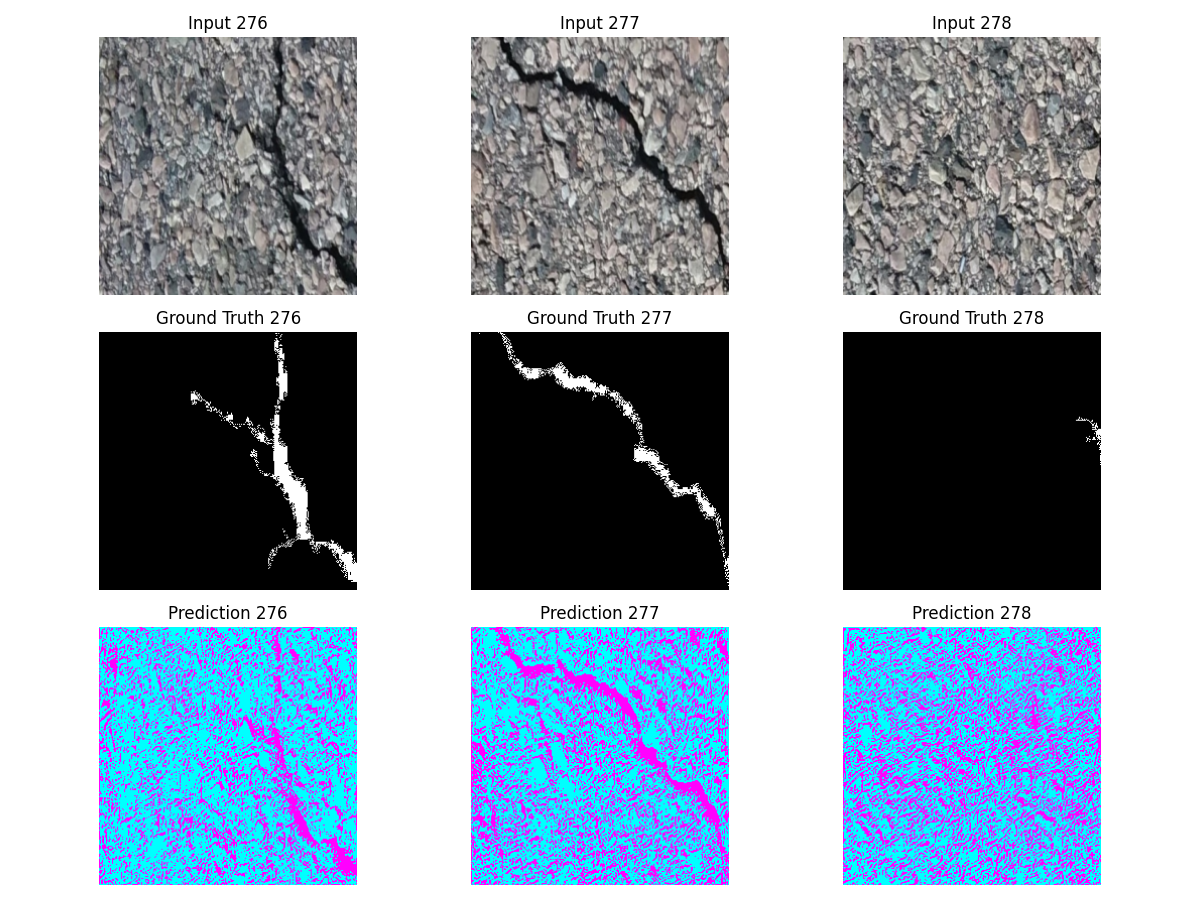 Input 276
Input 277
Input 278
Ground Truth 276
Ground Truth 277
Ground Truth 278
Prediction 276
Prediction 277
Prediction 278